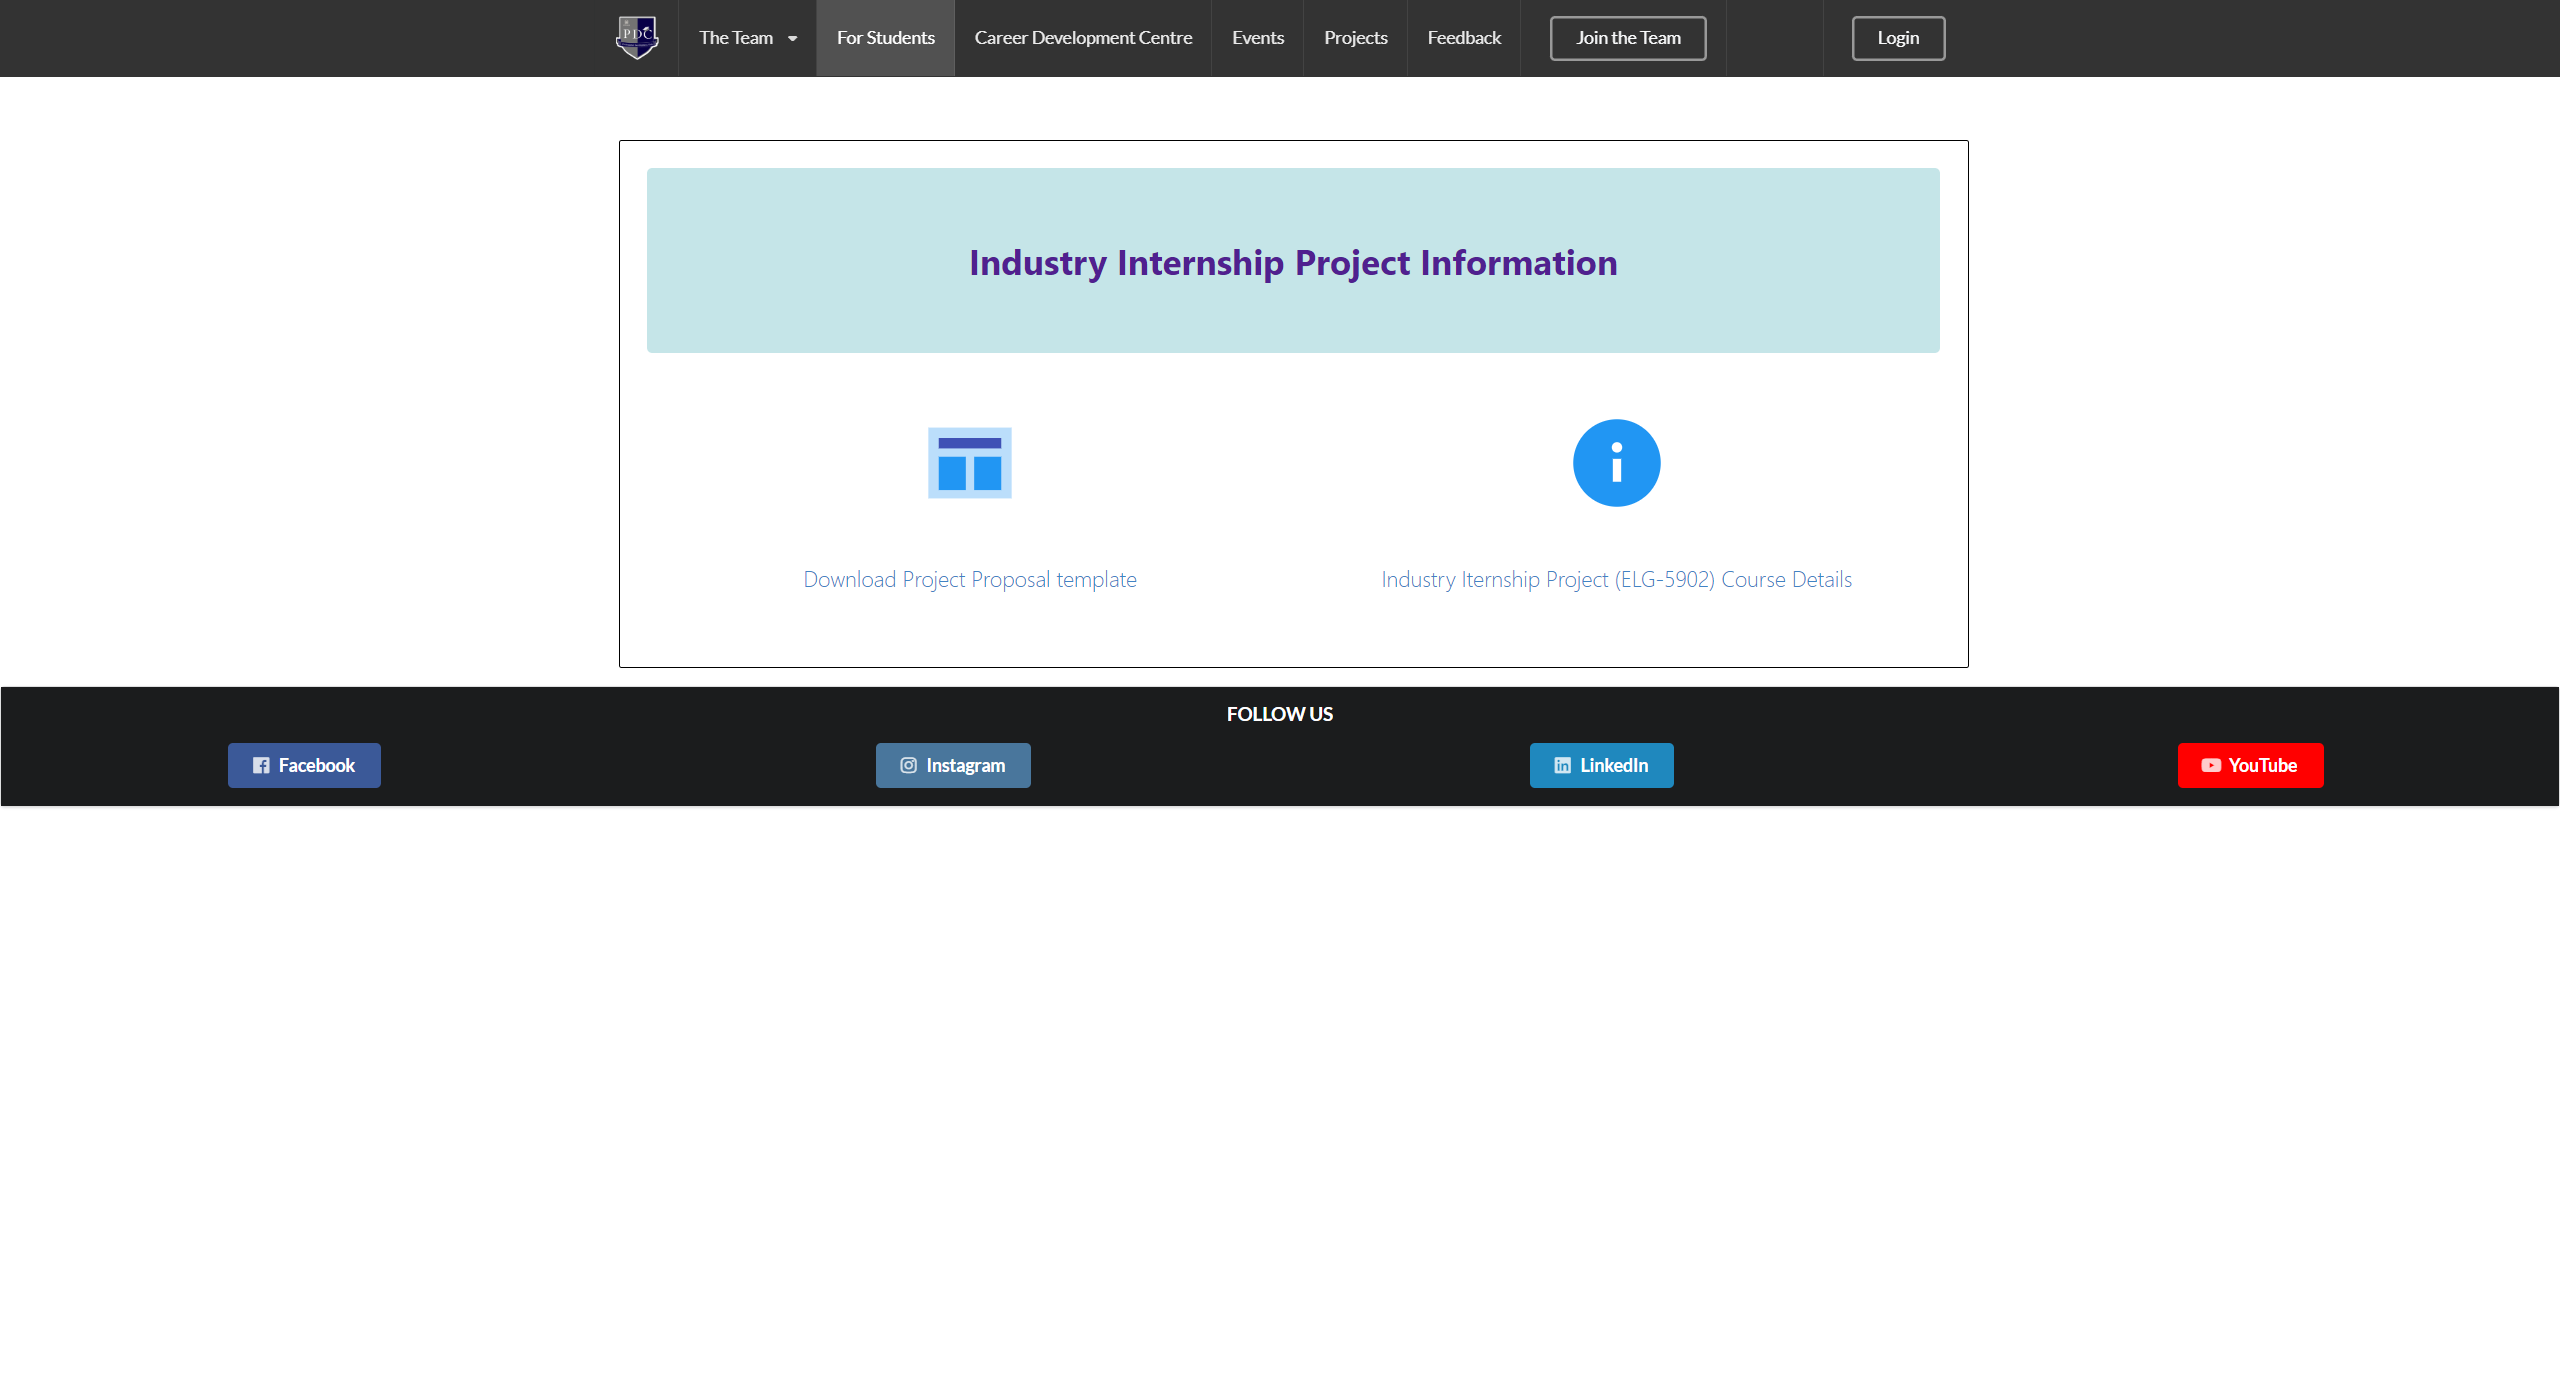 PDC
The Team
For Students
Career Development Centre
Events
Projects
Feedback
Join the Team
Login
Industry Internship Project Information
Download Project Proposal template
Industry Iternship Project (ELG-5902) Course Details
FOLLOW US
Facebook
Instagram
LinkedIn
YouTube